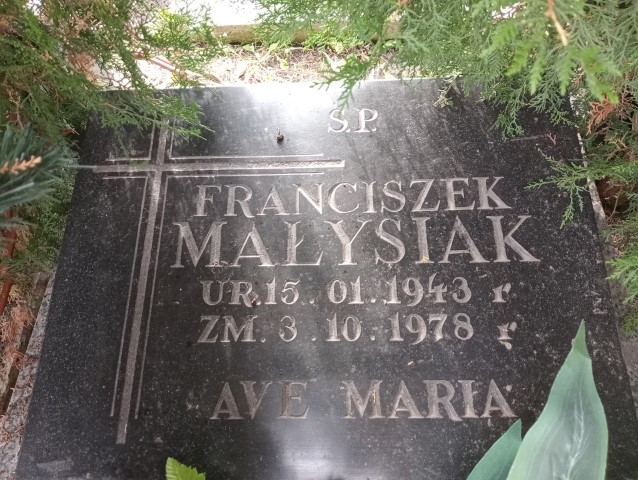 S.P.
FRANCISZEK
MAŁYSIAK
UR.15.01.1943 r
ZM. 3.10.1978 r
AVE MARIA